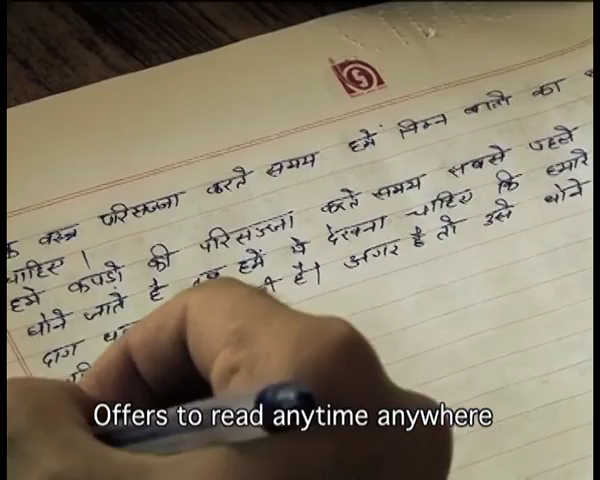 वस्त्र परिसज्जा करते समय हमें निम्न बातो का
चाहिए।
हमें कपडो की परिसज्जा करते समय सबसे पहले
धोने जाते है हमें ये देखना चाहिए कि हमारे
दाग है। अगर है तो उसे धोने
Offers to read anytime anywhere